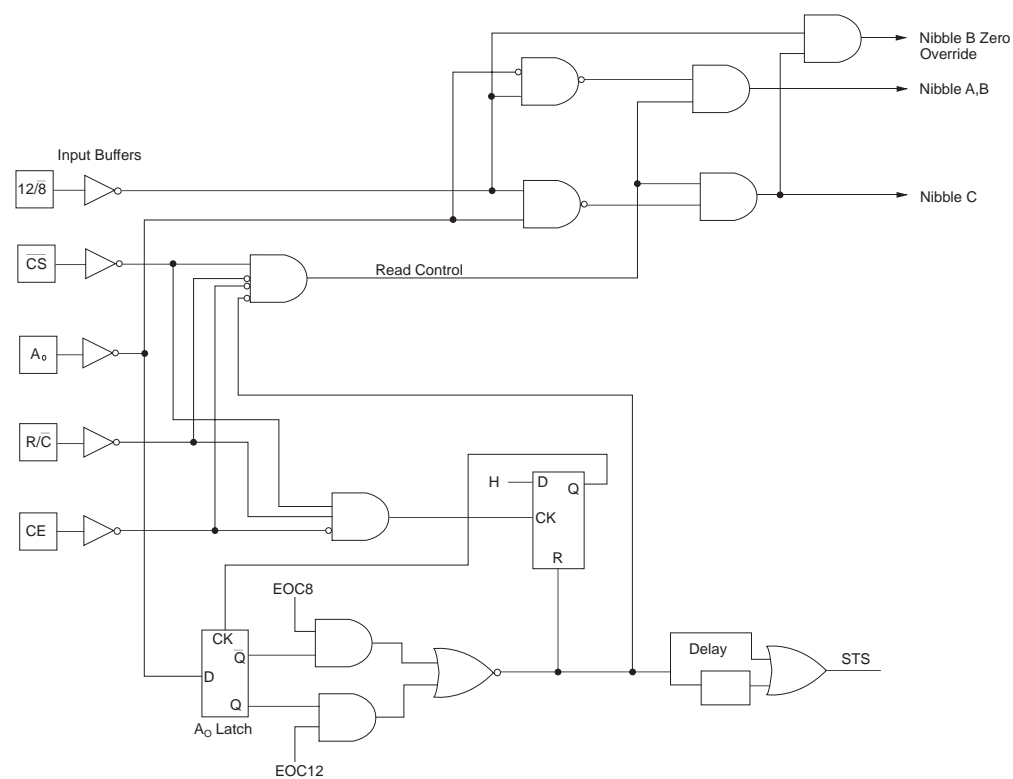 Nibble B Zero
Override
Nibble A,B
Input Buffers
12/8̅
Nibble C
C̅S̅
Read Control
A₀
R/C̅
H
D
Q
CK
CE
R
EOC8
CK
Q̅
D
Q
Delay
STS
A₀ Latch
EOC12